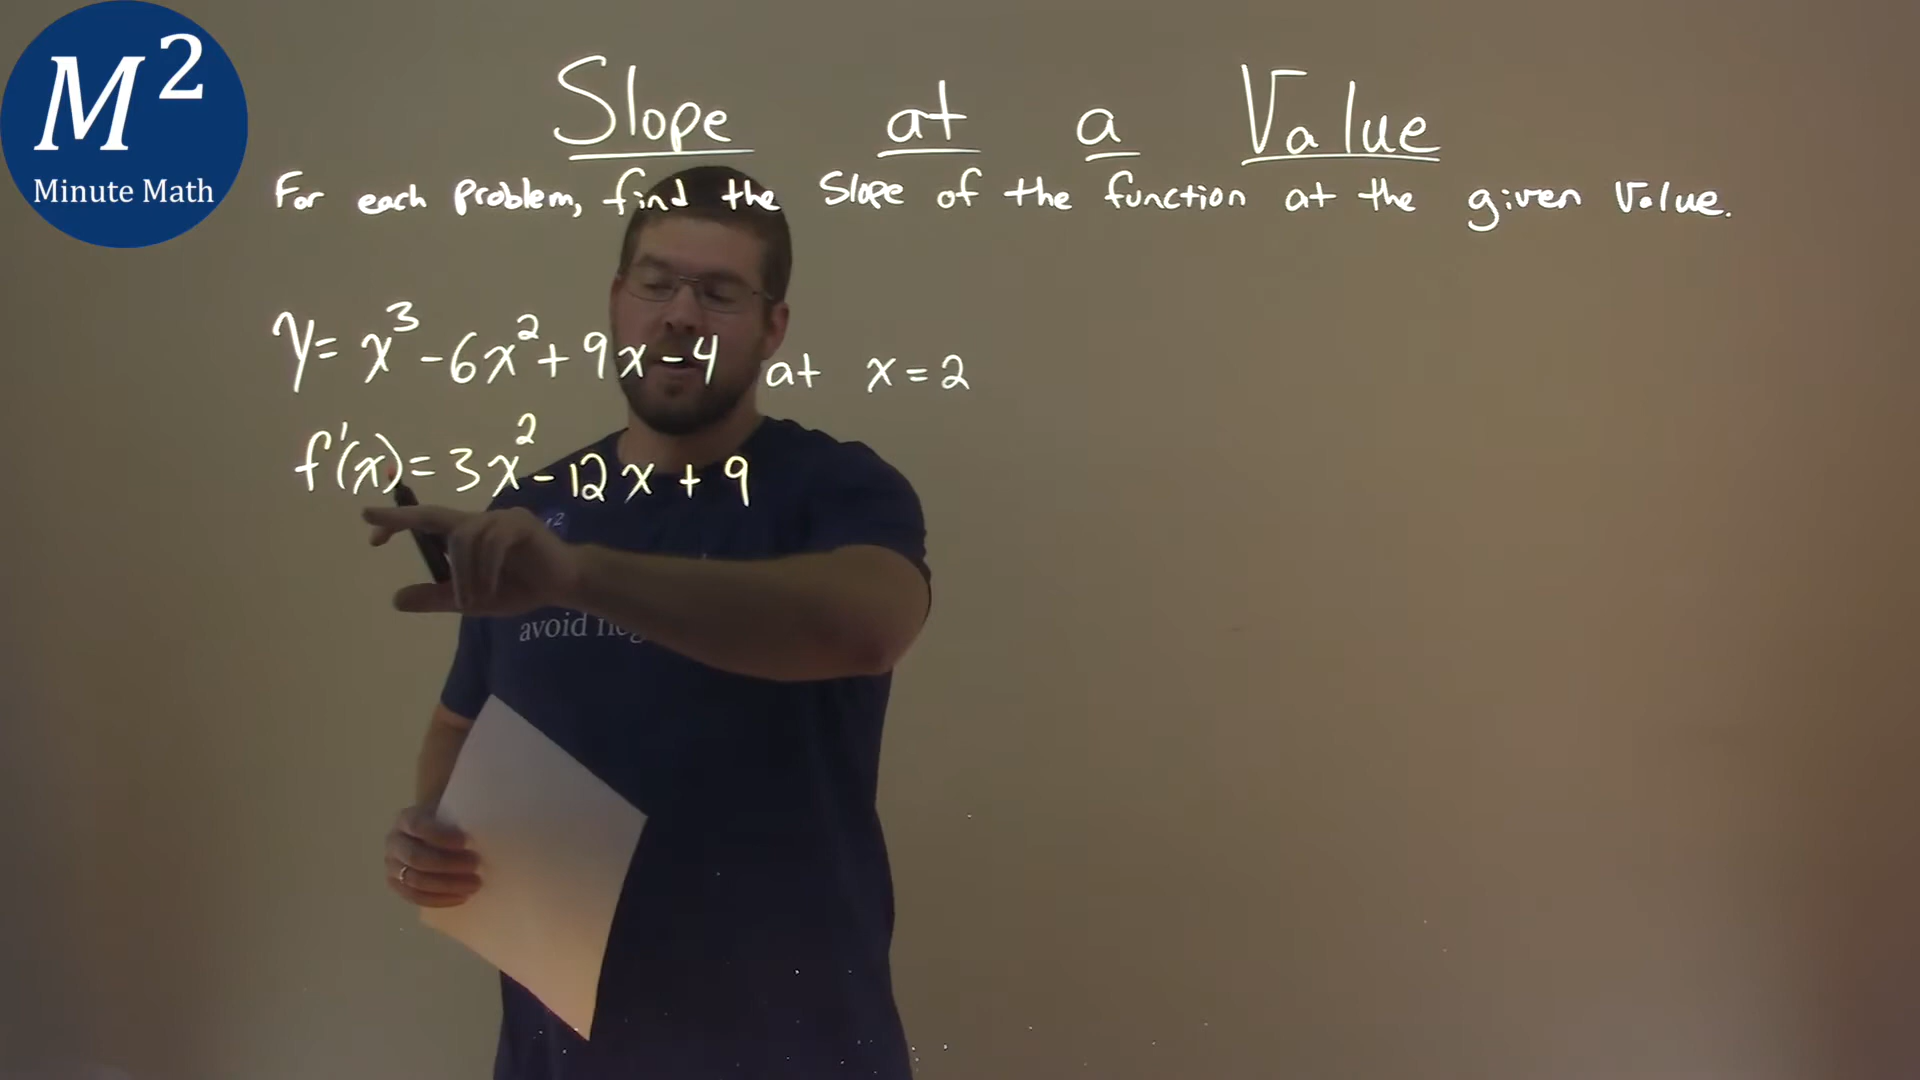 M²
Minute Math
Slope at a Value
For each problem, find the Slope of the function at the given Value.
y = x³ - 6x² + 9x - 4 at x = 2
f'(x) = 3x² - 12x + 9
avoid